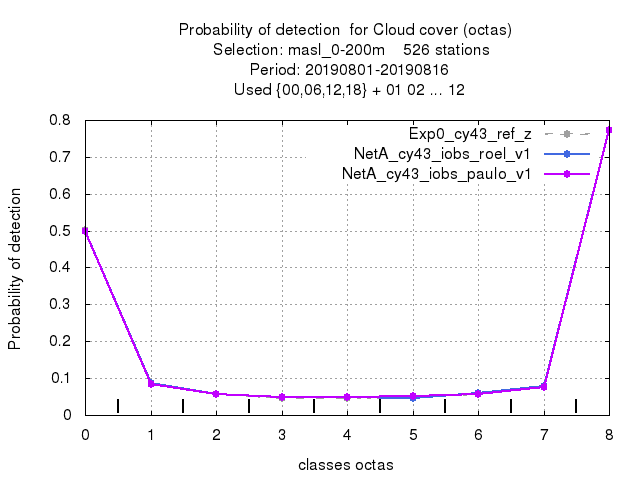 Probability of detection  for Cloud cover (octas)
Selection: masl_0-200m    526 stations
Period: 20190801-20190816
Used {00,06,12,18} + 01 02 ... 12
Exp0_cy43_ref_z
NetA_cy43_iobs_roel_v1
NetA_cy43_iobs_paulo_v1
0.8
0.7
0.6
0.5
0.4
0.3
0.2
0.1
0
Probability of detection
0 1 2 3 4 5 6 7 8
classes octas